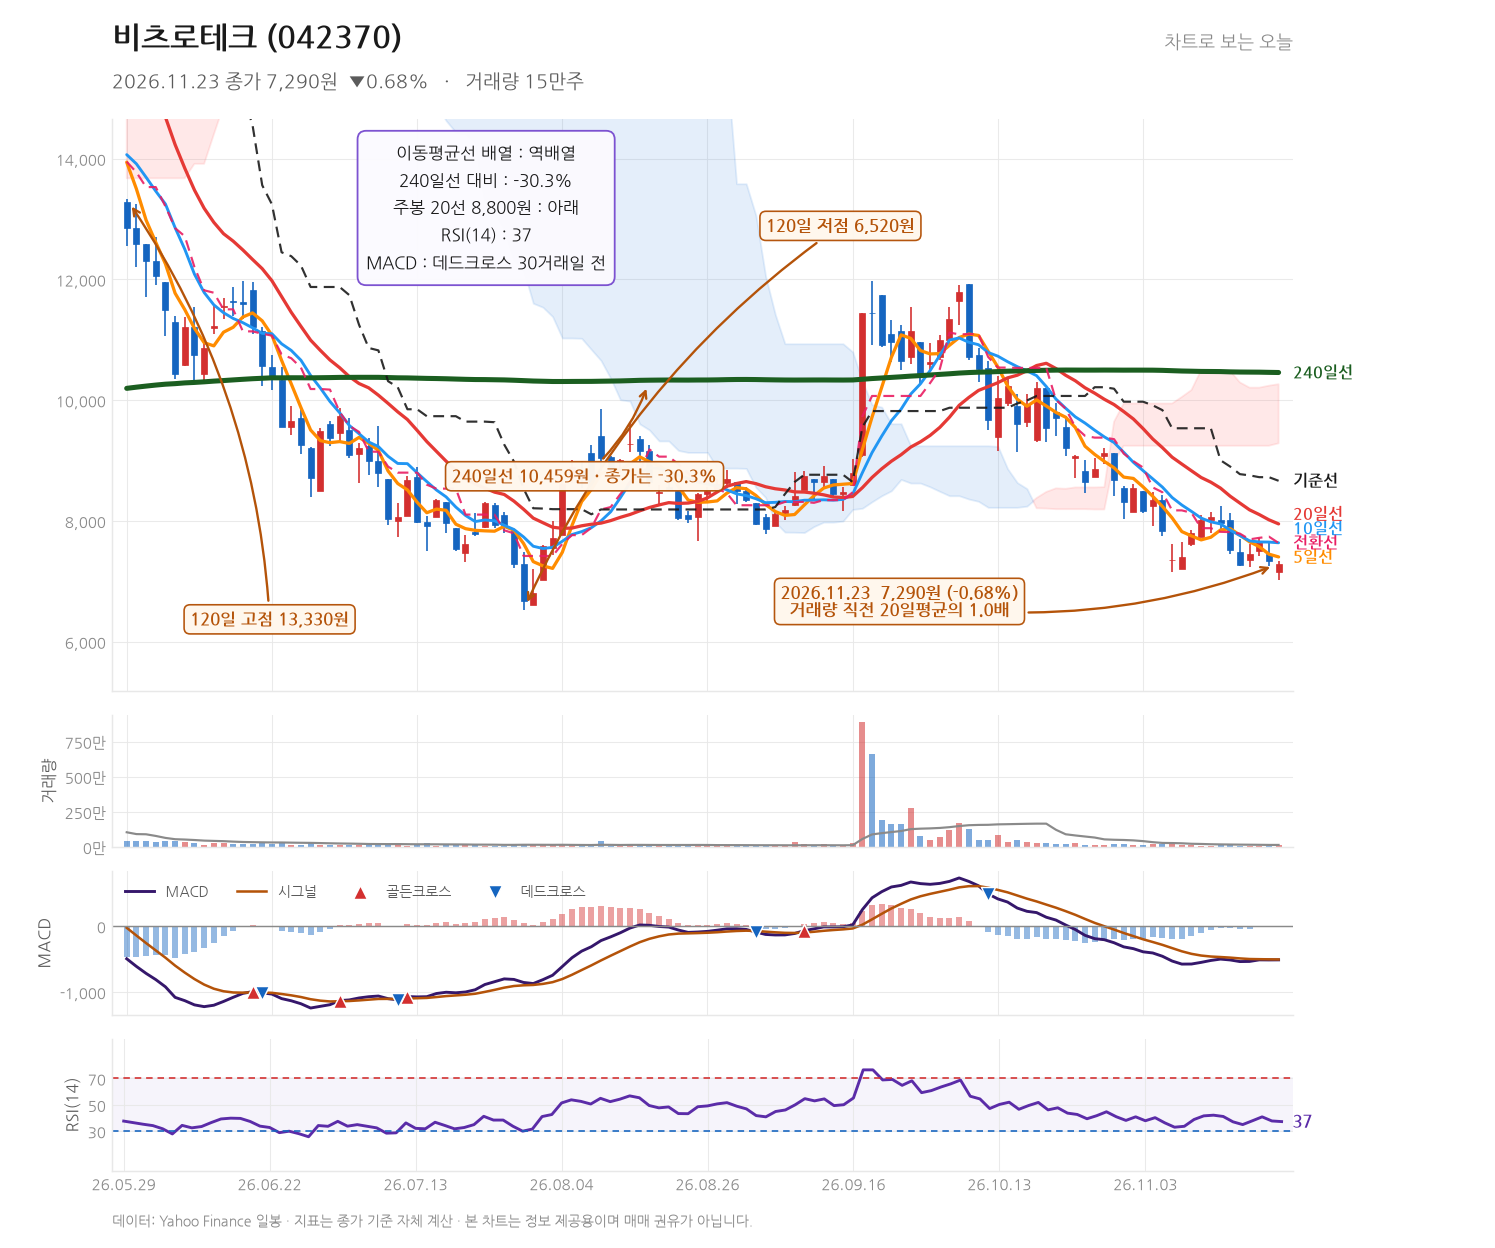 비츠로테크 (042370)
차트로 보는 오늘
2026.11.23 종가 7,290원 ▼0.68% · 거래량 15만주
14,000
12,000
10,000
8,000
6,000
이동평균선 배열 : 역배열
240일선 대비 : -30.3%
주봉 20선 8,800원 : 아래
RSI(14) : 37
MACD : 데드크로스 30거래일 전
120일 저점 6,520원
240일선 10,459원 · 종가는 -30.3%
120일 고점 13,330원
2026.11.23 7,290원 (-0.68%)
거래량 직전 20일평균의 1.0배
240일선
기준선
20일선
10일선
전환선
5일선
거래량
750만
500만
250만
0만
MACD
MACD
시그널
골든크로스
데드크로스
0
-1,000
RSI(14)
70
50
30
37
26.05.29
26.06.22
26.07.13
26.08.04
26.08.26
26.09.16
26.10.13
26.11.03
데이터: Yahoo Finance 일봉 · 지표는 종가 기준 자체 계산 · 본 차트는 정보 제공용이며 매매 권유가 아닙니다.